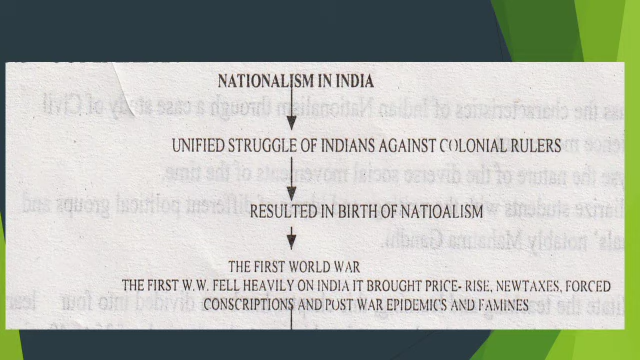 NATIONALISM IN INDIA
UNIFIED STRUGGLE OF INDIANS AGAINST COLONIAL RULERS
RESULTED IN BIRTH OF NATIOALISM
THE FIRST WORLD WAR
THE FIRST W.W. FELL HEAVILY ON INDIA IT BROUGHT PRICE- RISE, NEWTAXES, FORCED
CONSCRIPTIONS AND POST WAR EPIDEMICS AND FAMINES